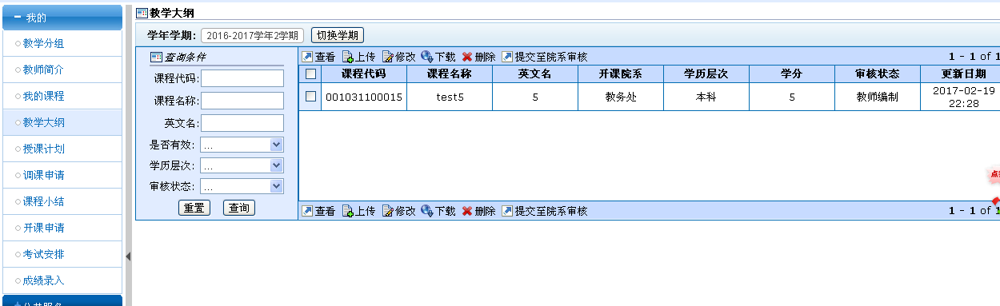 我的
教学分组
教师简介
我的课程
教学大纲
授课计划
调课申请
课程小结
开课申请
考试安排
成绩录入
教学大纲
学年学期: 2016-2017学年2学期 切换学期
查询条件
课程代码:
课程名称:
英文名:
是否有效: ...
学历层次: ...
审核状态: ...
重置 查询
查看 上传 修改 下载 删除 提交至院系审核 1 - 1 of 1
课程代码 课程名称 英文名 开课院系 学历层次 学分 审核状态 更新日期
001031100015 test5 5 教务处 本科 5 教师编制 2017-02-19
22:28
查看 上传 修改 下载 删除 提交至院系审核 1 - 1 of 1